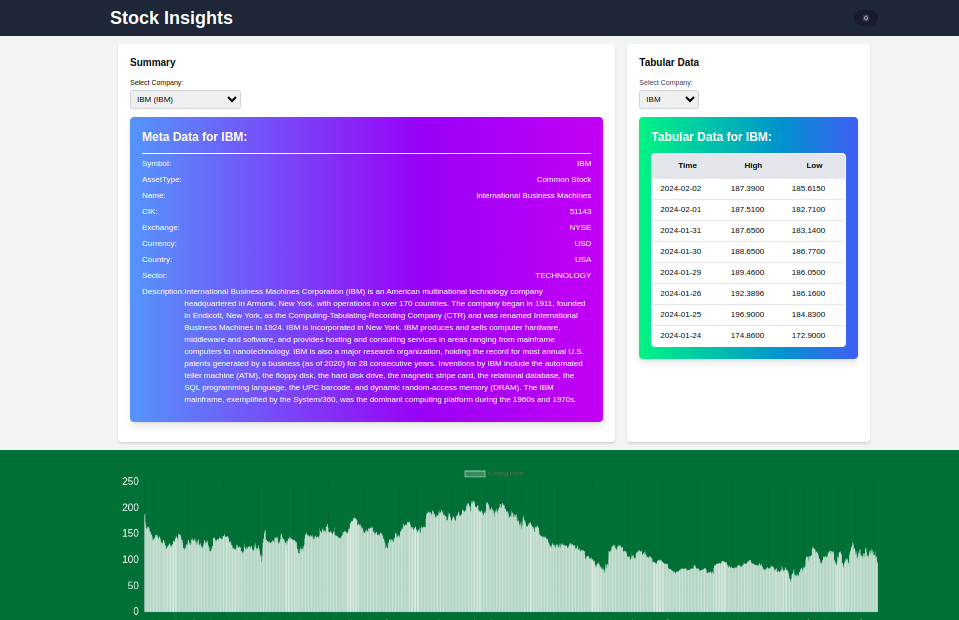 Stock Insights
Summary
Select Company:
IBM (IBM)
Meta Data for IBM:
Symbol: IBM
AssetType: Common Stock
Name: International Business Machines
CIK: 51143
Exchange: NYSE
Currency: USD
Country: USA
Sector: TECHNOLOGY
Description: International Business Machines Corporation (IBM) is an American multinational technology company
headquartered in Armonk, New York, with operations in over 170 countries. The company began in 1911, founded
in Endicott, New York, as the Computing-Tabulating-Recording Company (CTR) and was renamed International
Business Machines in 1924. IBM is incorporated in New York. IBM produces and sells computer hardware,
middleware and software, and provides hosting and consulting services in areas ranging from mainframe
computers to nanotechnology. IBM is also a major research organization, holding the record for most annual U.S.
patents generated by a business (as of 2020) for 28 consecutive years. Inventions by IBM include the automated
teller machine (ATM), the floppy disk, the hard disk drive, the magnetic stripe card, the relational database, the
SQL programming language, the UPC barcode, and dynamic random-access memory (DRAM). The IBM
mainframe, exemplified by the System/360, was the dominant computing platform during the 1960s and 1970s.
Tabular Data
Select Company:
IBM
Tabular Data for IBM:
Time High Low
2024-02-02 187.3900 185.6150
2024-02-01 187.5100 182.7100
2024-01-31 187.6500 183.1400
2024-01-30 188.6500 186.7700
2024-01-29 189.4600 186.0500
2024-01-26 192.3896 186.1600
2024-01-25 196.9000 184.8300
2024-01-24 174.8600 172.9000
250
200
150
100
50
0